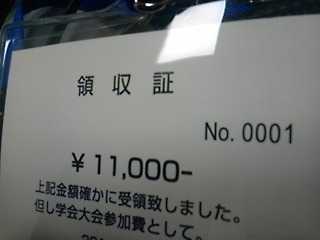 領収証
No. 0001
¥11,000-
上記金額確かに受領致しました。
但し学会大会参加費として。